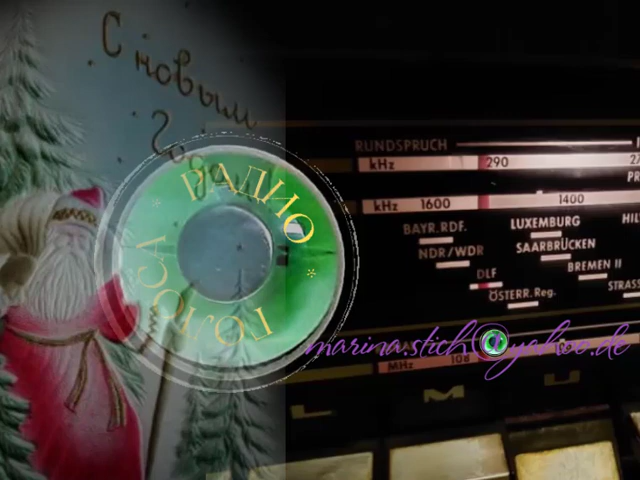 С новым
Годом
РАДИО
ГОЛОСА
RUNDSPRUCH
kHz 290
kHz 1600 1400
BAYR.RDF. LUXEMBURG
NDR/WDR SAARBRÜCKEN
DLF BREMEN II
ÖSTERR.Reg.
marina.stich@yahoo.de
MHz 108
L M U